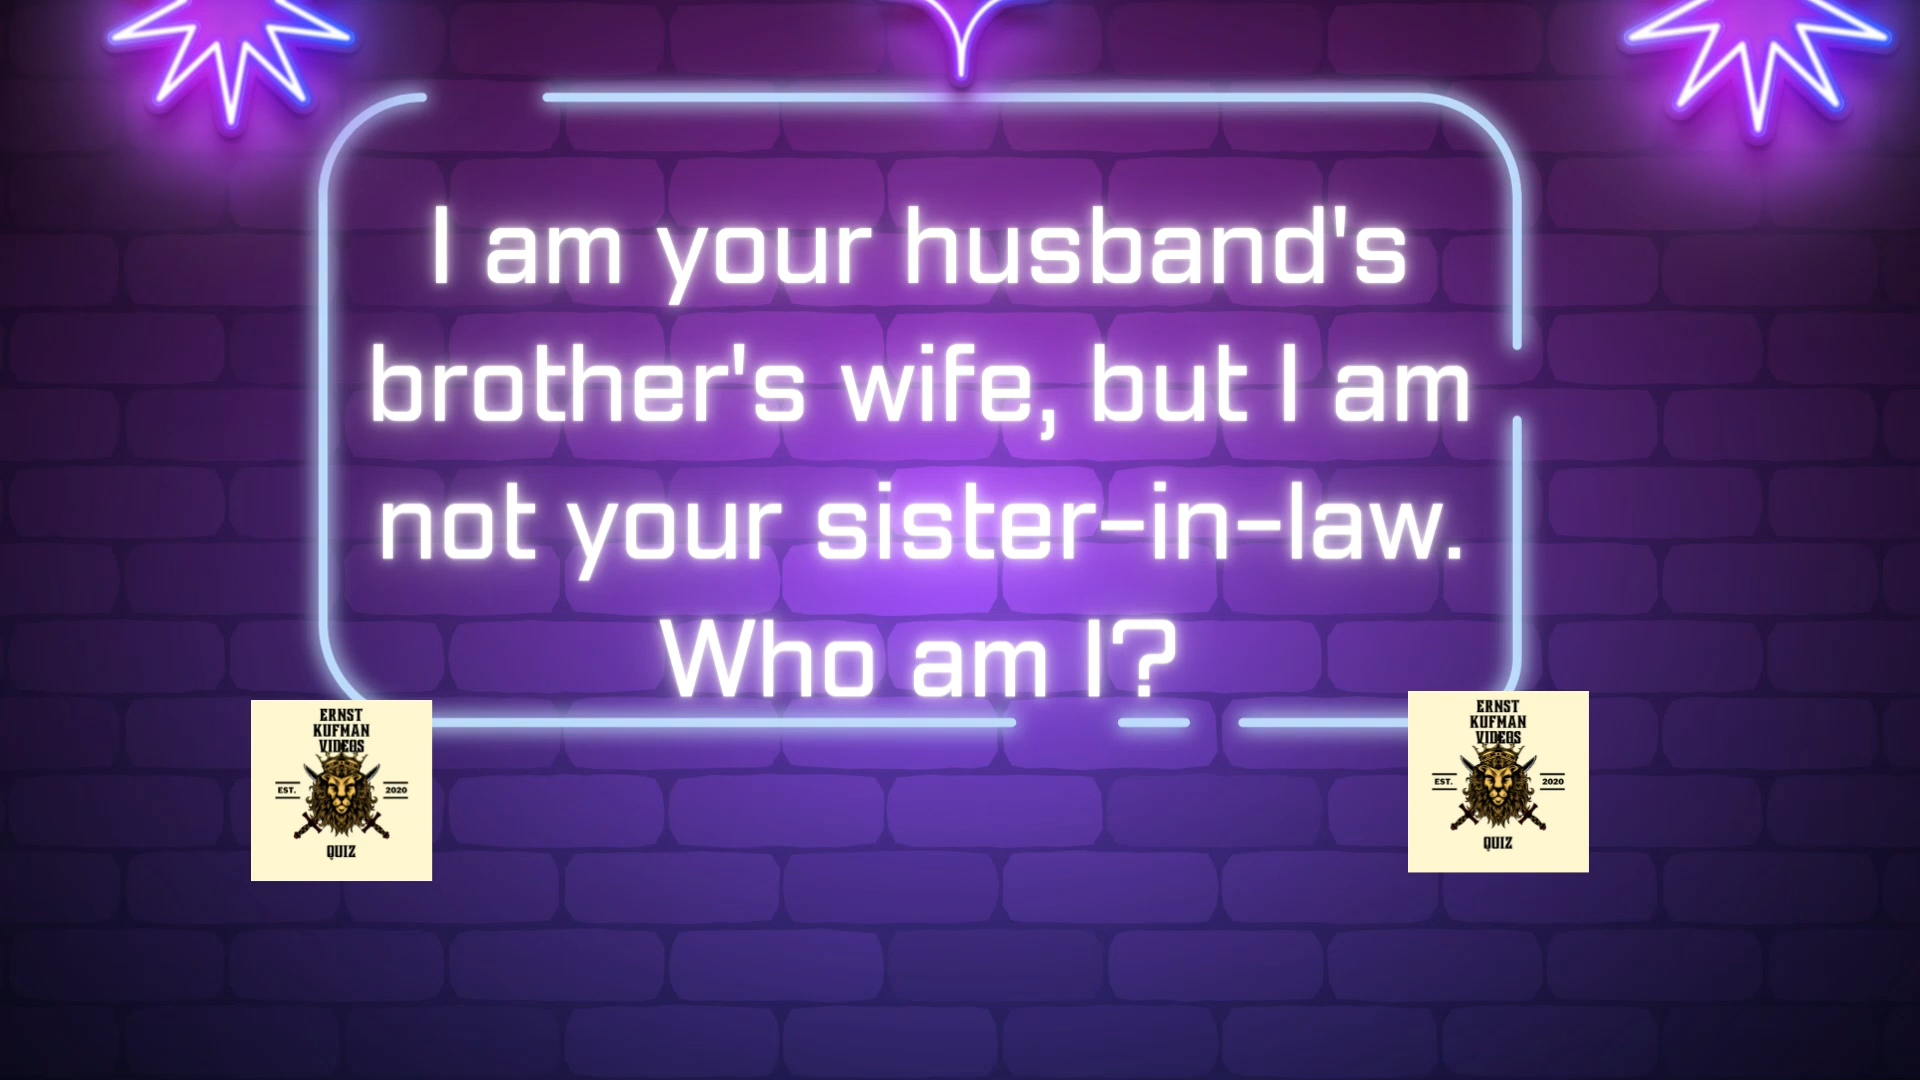 I am your husband's
brother's wife, but I am
not your sister-in-law.
Who am I?
ERNST
KUFMAN
VIDEOS
EST.
2020
QUIZ
ERNST
KUFMAN
VIDEOS
EST.
2020
QUIZ